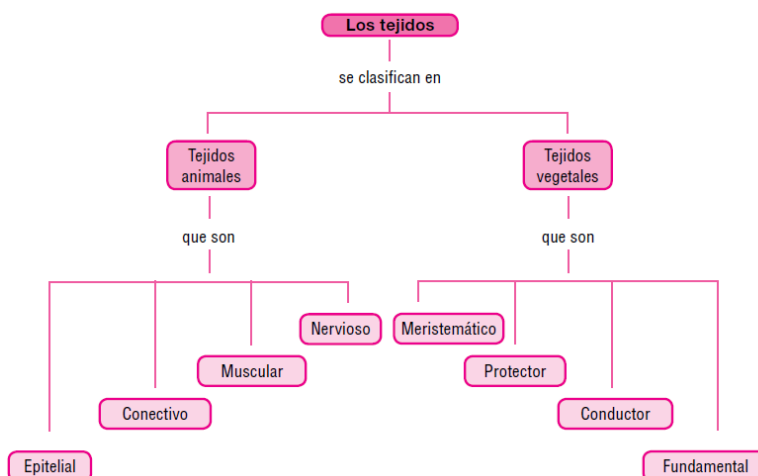 Los tejidos
se clasifican en
Tejidos
animales
Tejidos
vegetales
que son
que son
Nervioso
Meristemático
Muscular
Protector
Conectivo
Conductor
Epitelial
Fundamental